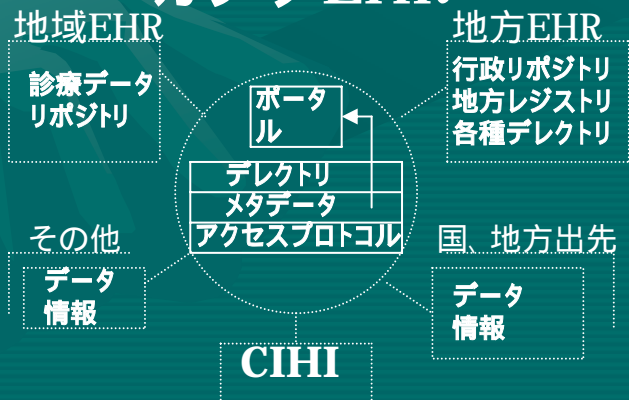 地域EHR
地方EHR
診療データ
リポジトリ
行政リポジトリ
地方レジストリ
各種デレクトリ
ポータ
ル
デレクトリ
メタデータ
アクセスプロトコル
その他
国、地方出先
データ
情報
データ
情報
CIHI